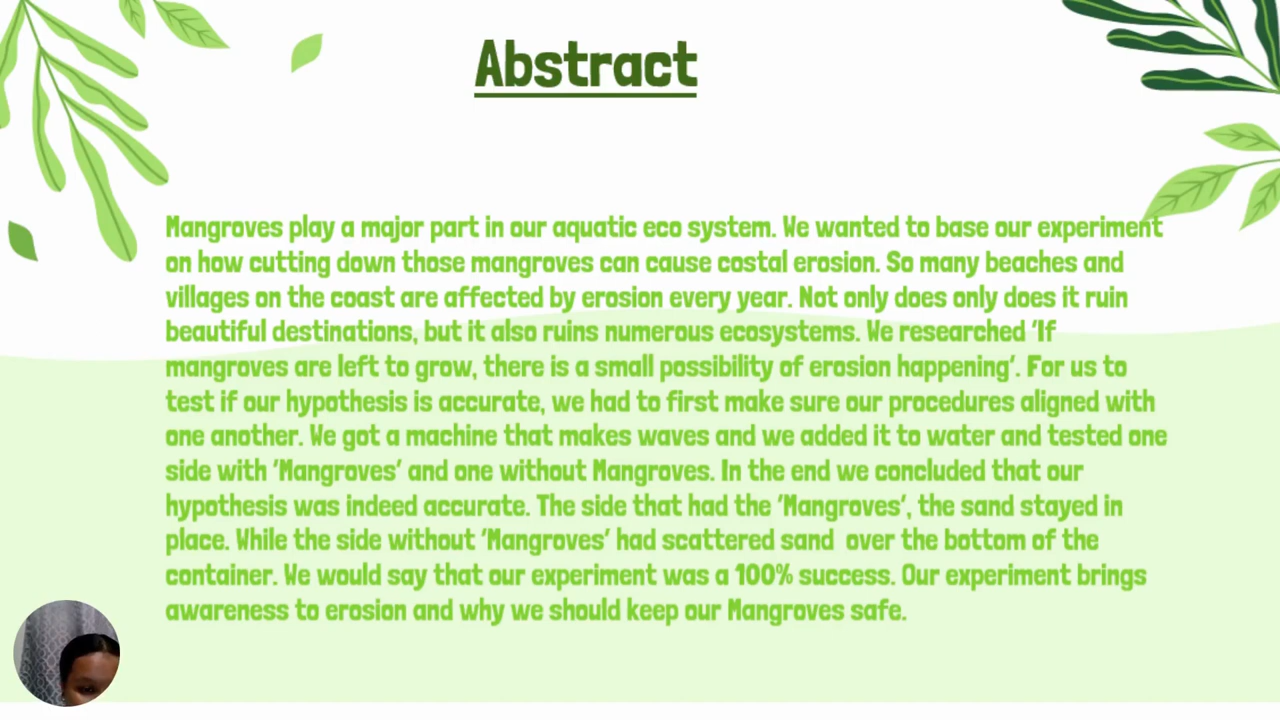 Abstract
Mangroves play a major part in our aquatic eco system. We wanted to base our experiment
on how cutting down those mangroves can cause costal erosion. So many beaches and
villages on the coast are affected by erosion every year. Not only does only does it ruin
beautiful destinations, but it also ruins numerous ecosystems. We researched 'If
mangroves are left to grow, there is a small possibility of erosion happening'. For us to
test if our hypothesis is accurate, we had to first make sure our procedures aligned with
one another. We got a machine that makes waves and we added it to water and tested one
side with 'Mangroves' and one without Mangroves. In the end we concluded that our
hypothesis was indeed accurate. The side that had the 'Mangroves', the sand stayed in
place. While the side without 'Mangroves' had scattered sand  over the bottom of the
container. We would say that our experiment was a 100% success. Our experiment brings
awareness to erosion and why we should keep our Mangroves safe.